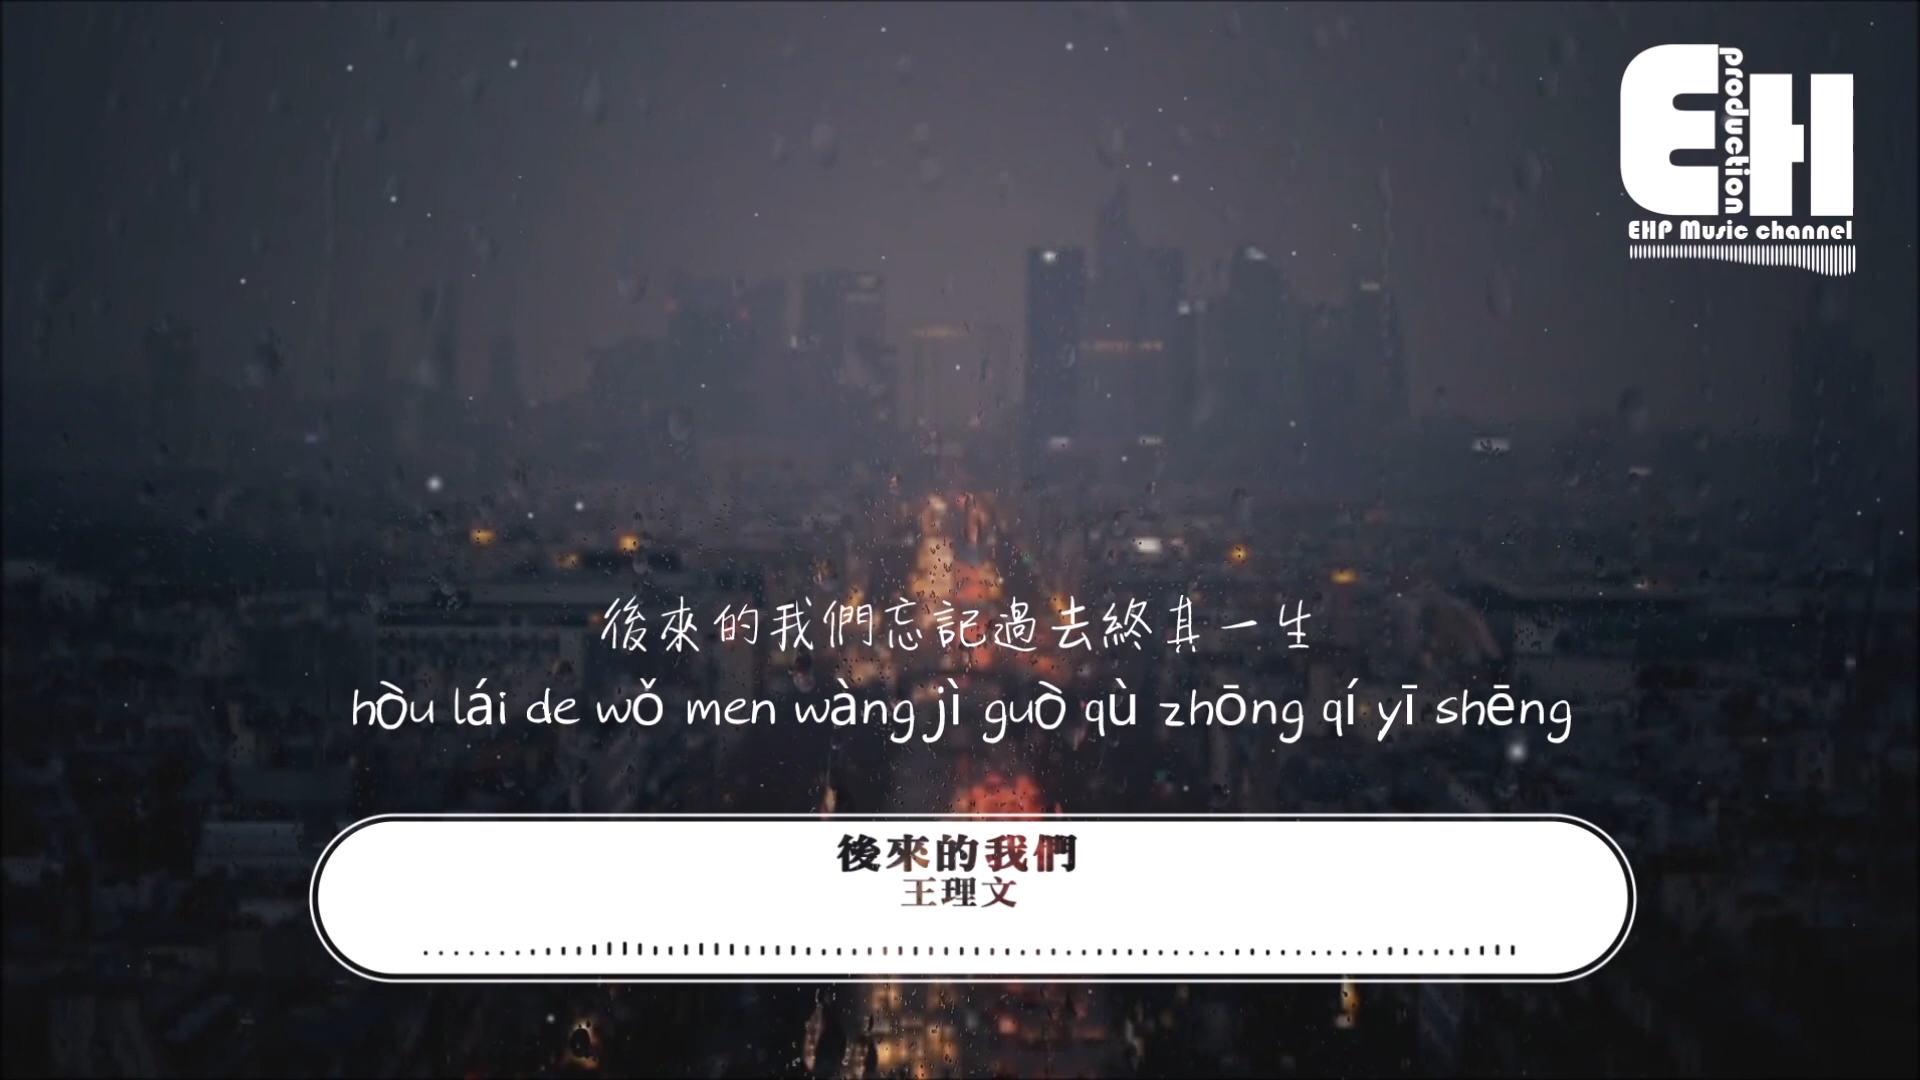 EH
production
EHP Music channel
後來的我們忘記過去終其一生
hòu lái de wǒ men wàng jì guò qù zhōng qí yī shēng
後來的我們
王理文